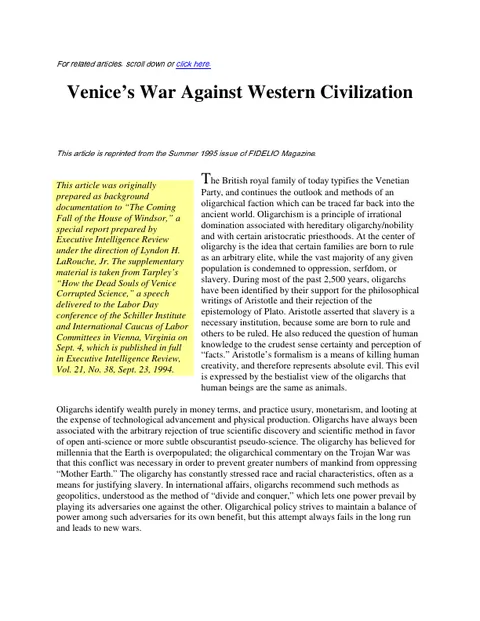 For related articles. scroll down or click here.
Venice's War Against Western Civilization
This article is reprinted from the Summer 1995 issue of FIDELIO Magazine.
This article was originally
prepared as background
documentation to “The Coming
Fall of the House of Windsor,” a
special report prepared by
Executive Intelligence Review
under the direction of Lyndon H.
LaRouche, Jr. The supplementary
material is taken from Tarpley’s
“How the Dead Souls of Venice
Corrupted Science,” a speech
delivered to the Labor Day
conference of the Schiller Institute
and International Caucus of Labor
Committees in Vienna, Virginia on
Sept. 4, which is published in full
in Executive Intelligence Review,
Vol. 21, No. 38, Sept. 23, 1994.
The British royal family of today typifies the Venetian
Party, and continues the outlook and methods of an
oligarchical faction which can be traced far back into the
ancient world. Oligarchism is a principle of irrational
domination associated with hereditary oligarchy/nobility
and with certain aristocratic priesthoods. At the center of
oligarchy is the idea that certain families are born to rule
as an arbitrary elite, while the vast majority of any given
population is condemned to oppression, serfdom, or
slavery. During most of the past 2,500 years, oligarchs
have been identified by their support for the philosophical
writings of Aristotle and their rejection of the
epistemology of Plato. Aristotle asserted that slavery is a
necessary institution, because some are born to rule and
others to be ruled. He also reduced the question of human
knowledge to the crudest sense certainty and perception of
“facts.” Aristotle’s formalism is a means of killing human
creativity, and therefore represents absolute evil. This evil
is expressed by the bestialist view of the oligarchs that
human beings are the same as animals.
Oligarchs identify wealth purely in money terms, and practice usury, monetarism, and looting at
the expense of technological advancement and physical production. Oligarchs have always been
associated with the arbitrary rejection of true scientific discovery and scientific method in favor
of open anti-science or more subtle obscurantist pseudo-science. The oligarchy has believed for
millennia that the Earth is overpopulated; the oligarchical commentary on the Trojan War was
that this conflict was necessary in order to prevent greater numbers of mankind from oppressing
“Mother Earth.” The oligarchy has constantly stressed race and racial characteristics, often as a
means for justifying slavery. In international affairs, oligarchs recommend such methods as
geopolitics, understood as the method of “divide and conquer,” which lets one power prevail by
playing its adversaries one against the other. Oligarchical policy strives to maintain a balance of
power among such adversaries for its own benefit, but this attempt always fails in the long run
and leads to new wars.